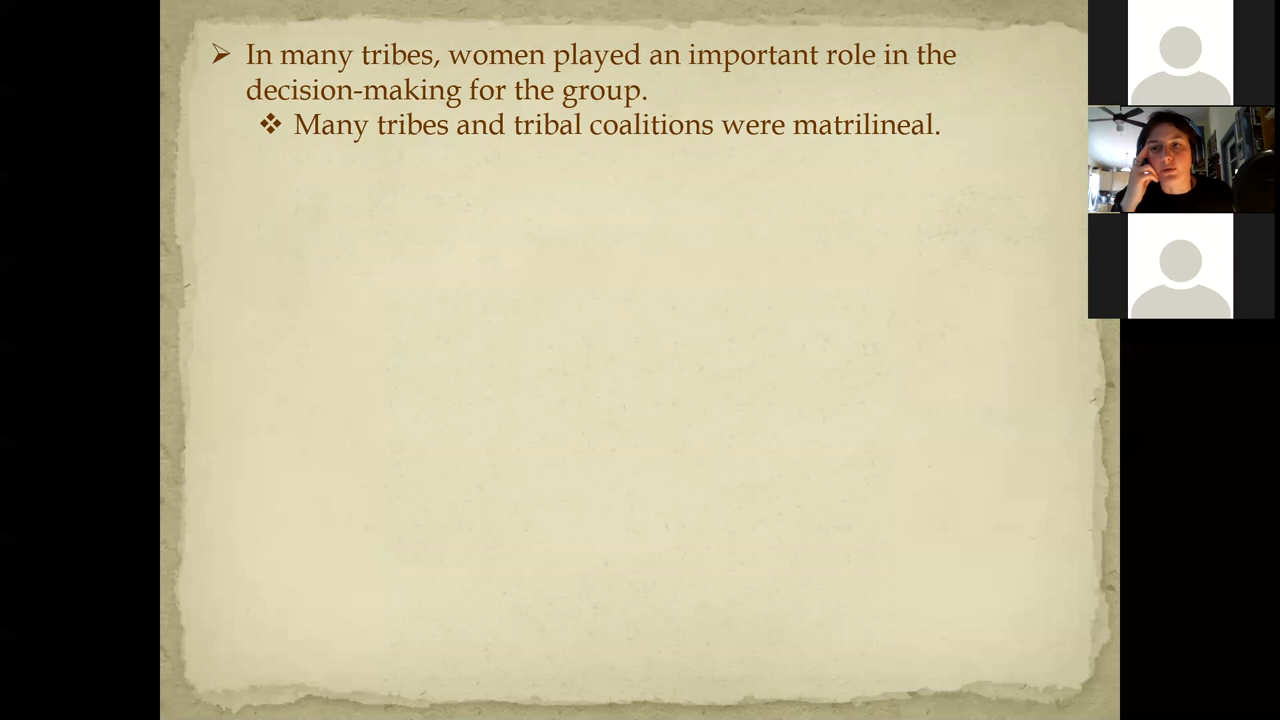 In many tribes, women played an important role in the
decision-making for the group.
Many tribes and tribal coalitions were matrilineal.